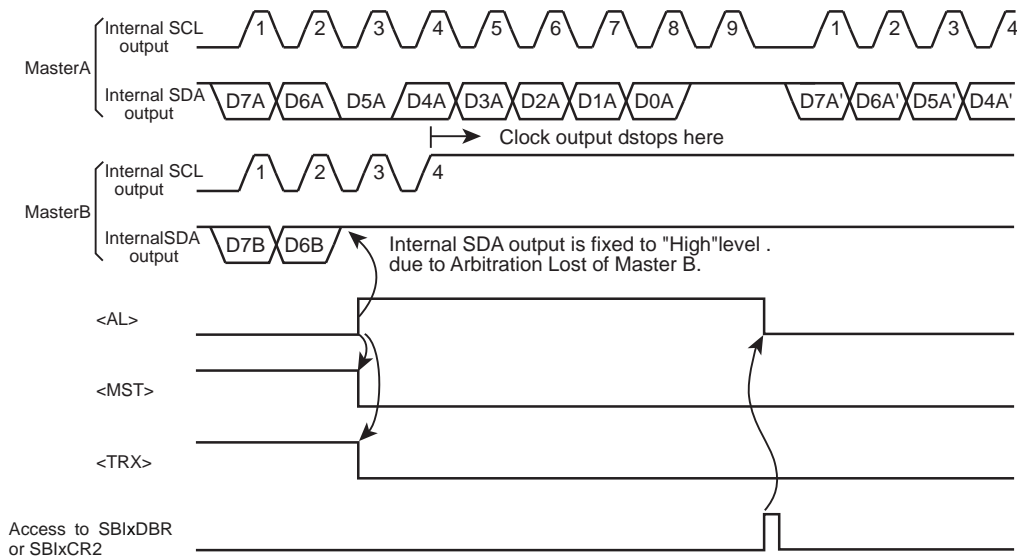 Internal SCL
output
1 2 3 4 5 6 7 8 9 1 2 3 4
MasterA
Internal SDA
output
D7A D6A D5A D4A D3A D2A D1A D0A D7A' D6A' D5A' D4A'
Clock output dstops here
Internal SCL
output
1 2 3 4
MasterB
InternalSDA
output
D7B D6B
Internal SDA output is fixed to "High"level .
due to Arbitration Lost of Master B.
<AL>
<MST>
<TRX>
Access to SBIxDBR
or SBIxCR2